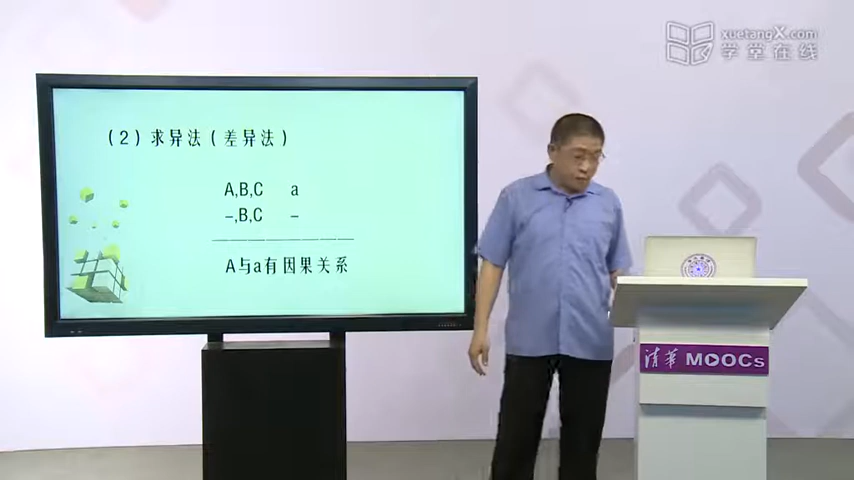 xuetangX.com
学堂在线
（2）求异法（差异法）
A,B,C a
–,B,C –
A与a有因果关系
清华 MOOCs